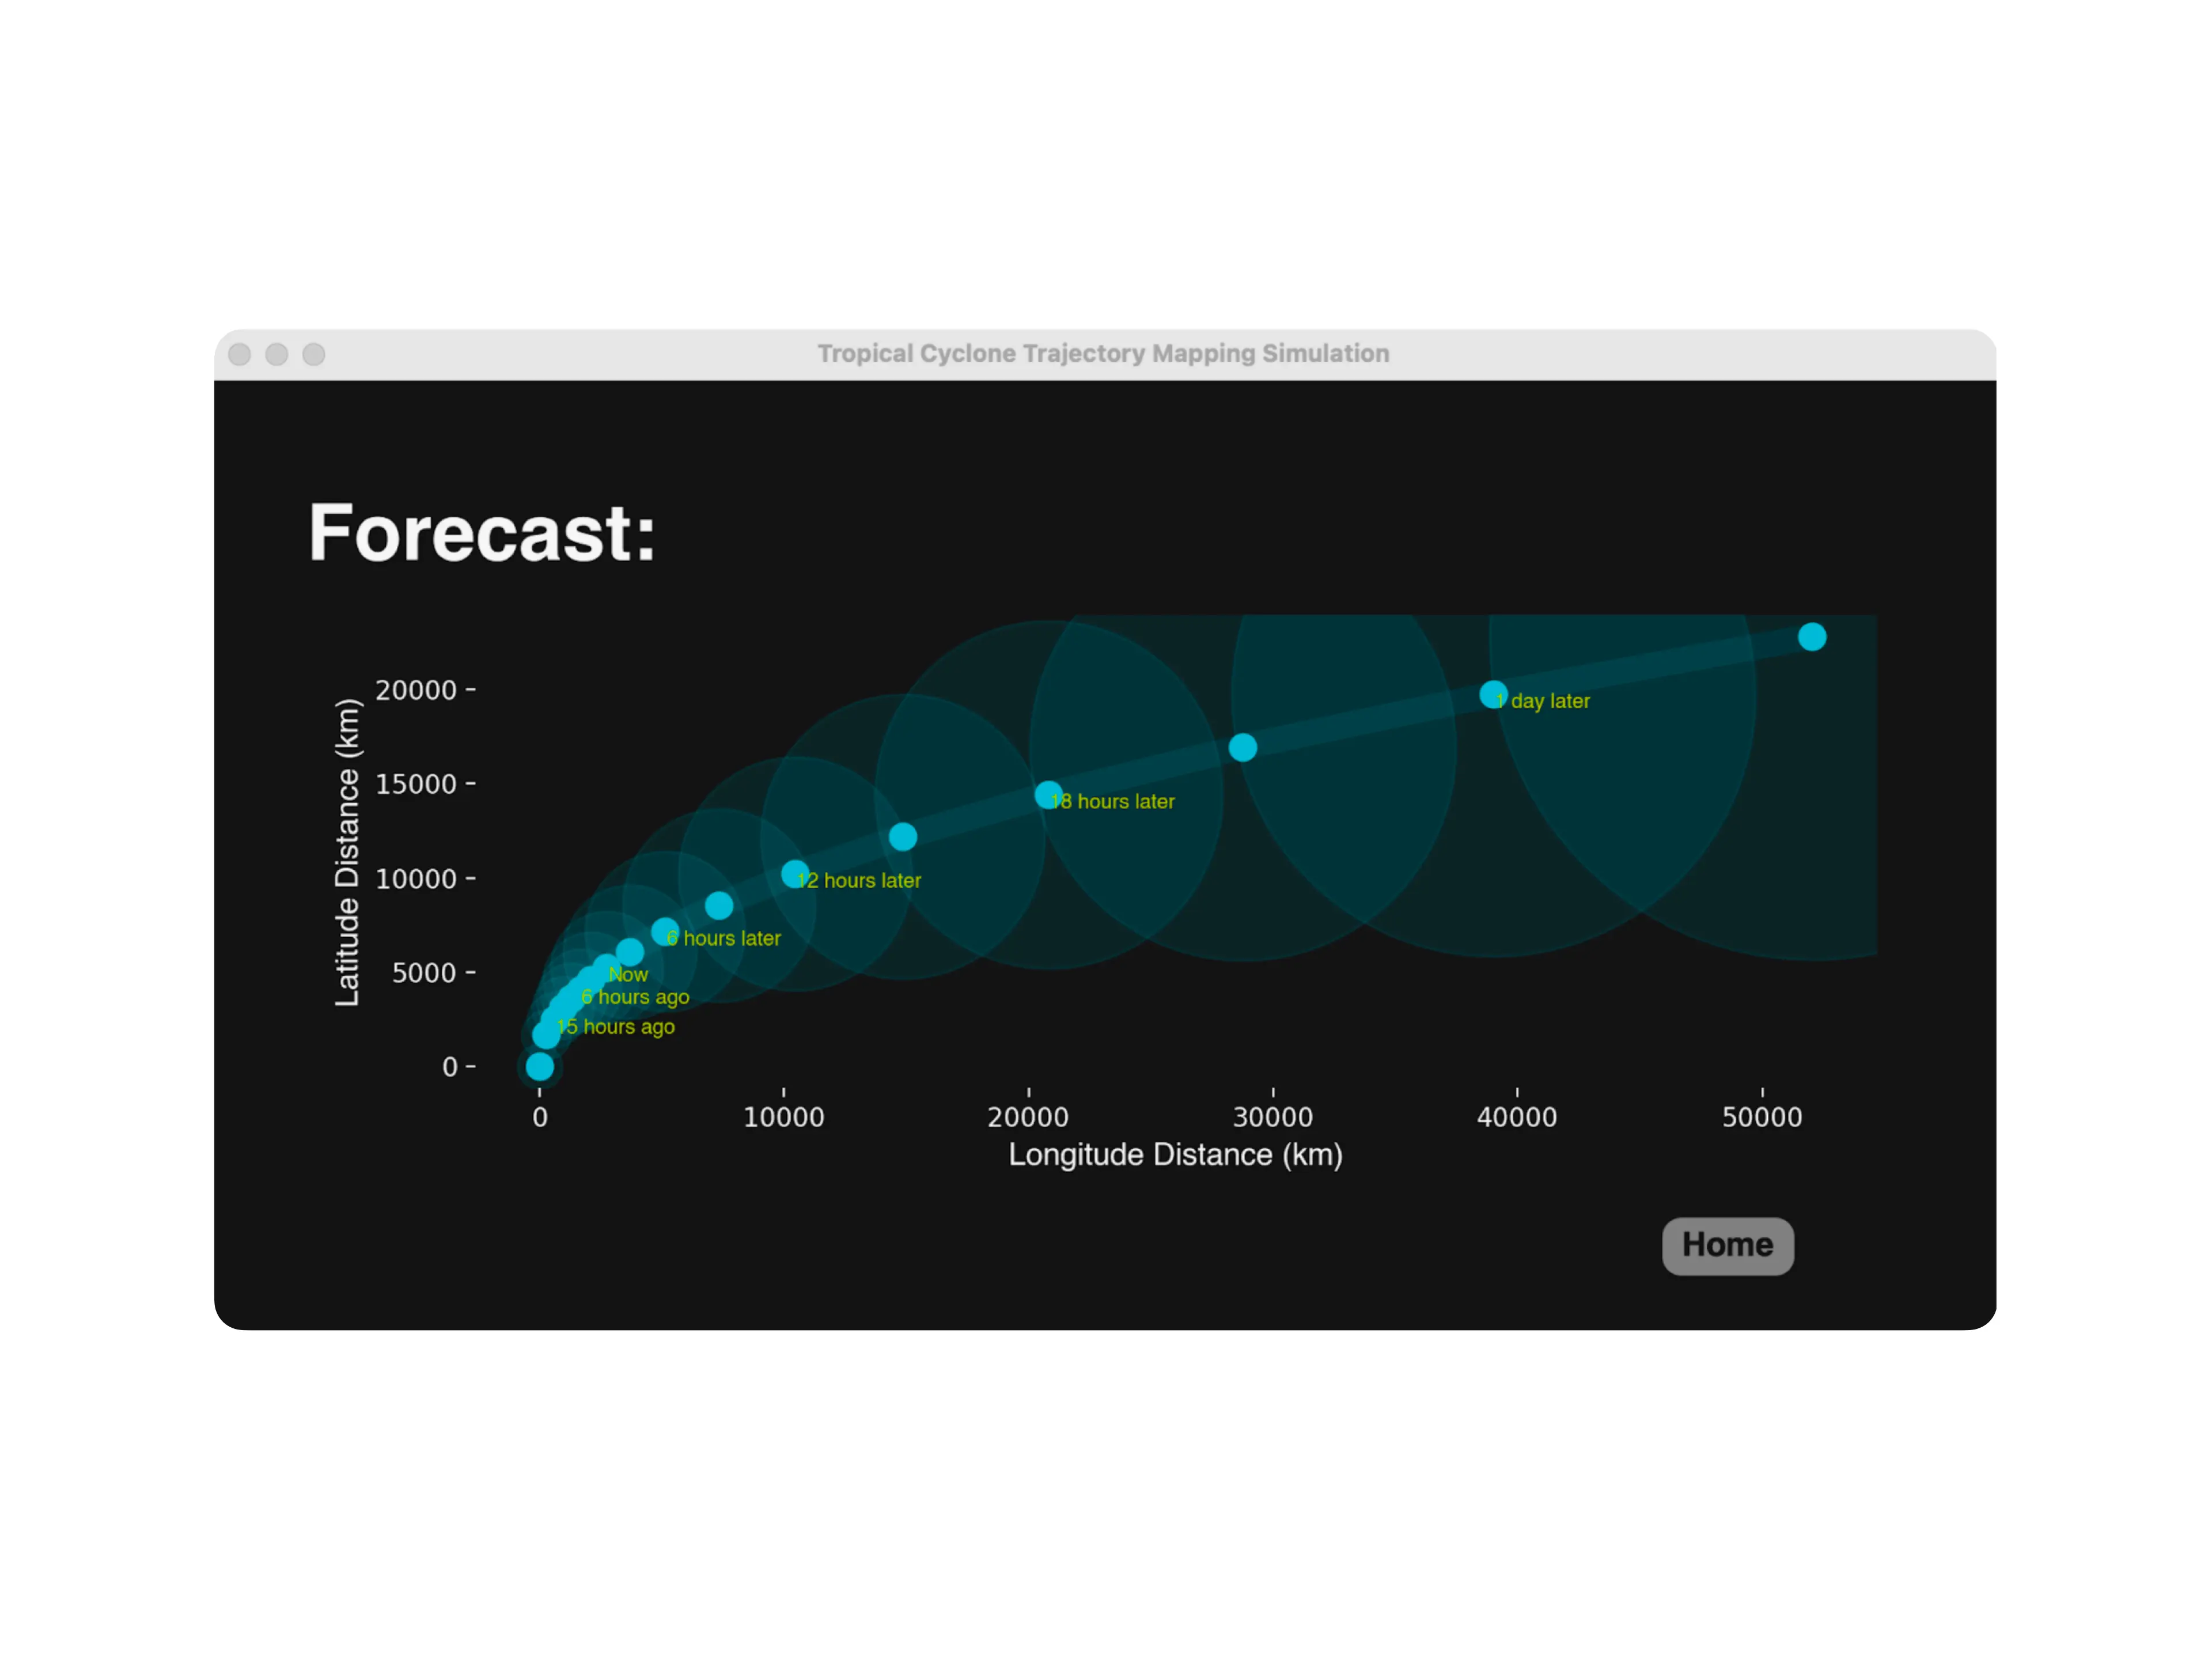 Tropical Cyclone Trajectory Mapping Simulation
Forecast:
Latitude Distance (km)
20000
15000
10000
5000
0
1 day later
18 hours later
12 hours later
6 hours later
Now
6 hours ago
15 hours ago
0
10000
20000
30000
40000
50000
Longitude Distance (km)
Home